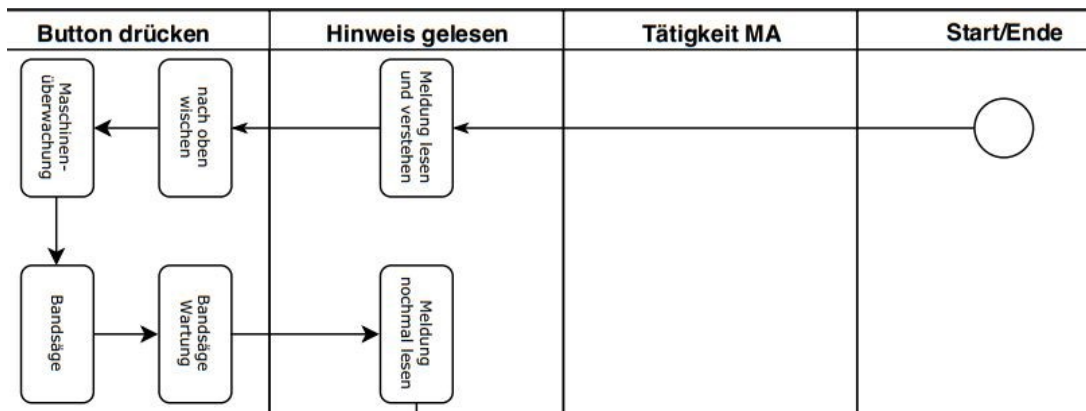 Button drücken
Hinweis gelesen
Tätigkeit MA
Start/Ende
Maschinen-
überwachung
nach oben
wischen
Meldung lesen
und verstehen
Bandsäge
Bandsäge
Wartung
Meldung
nochmal lesen